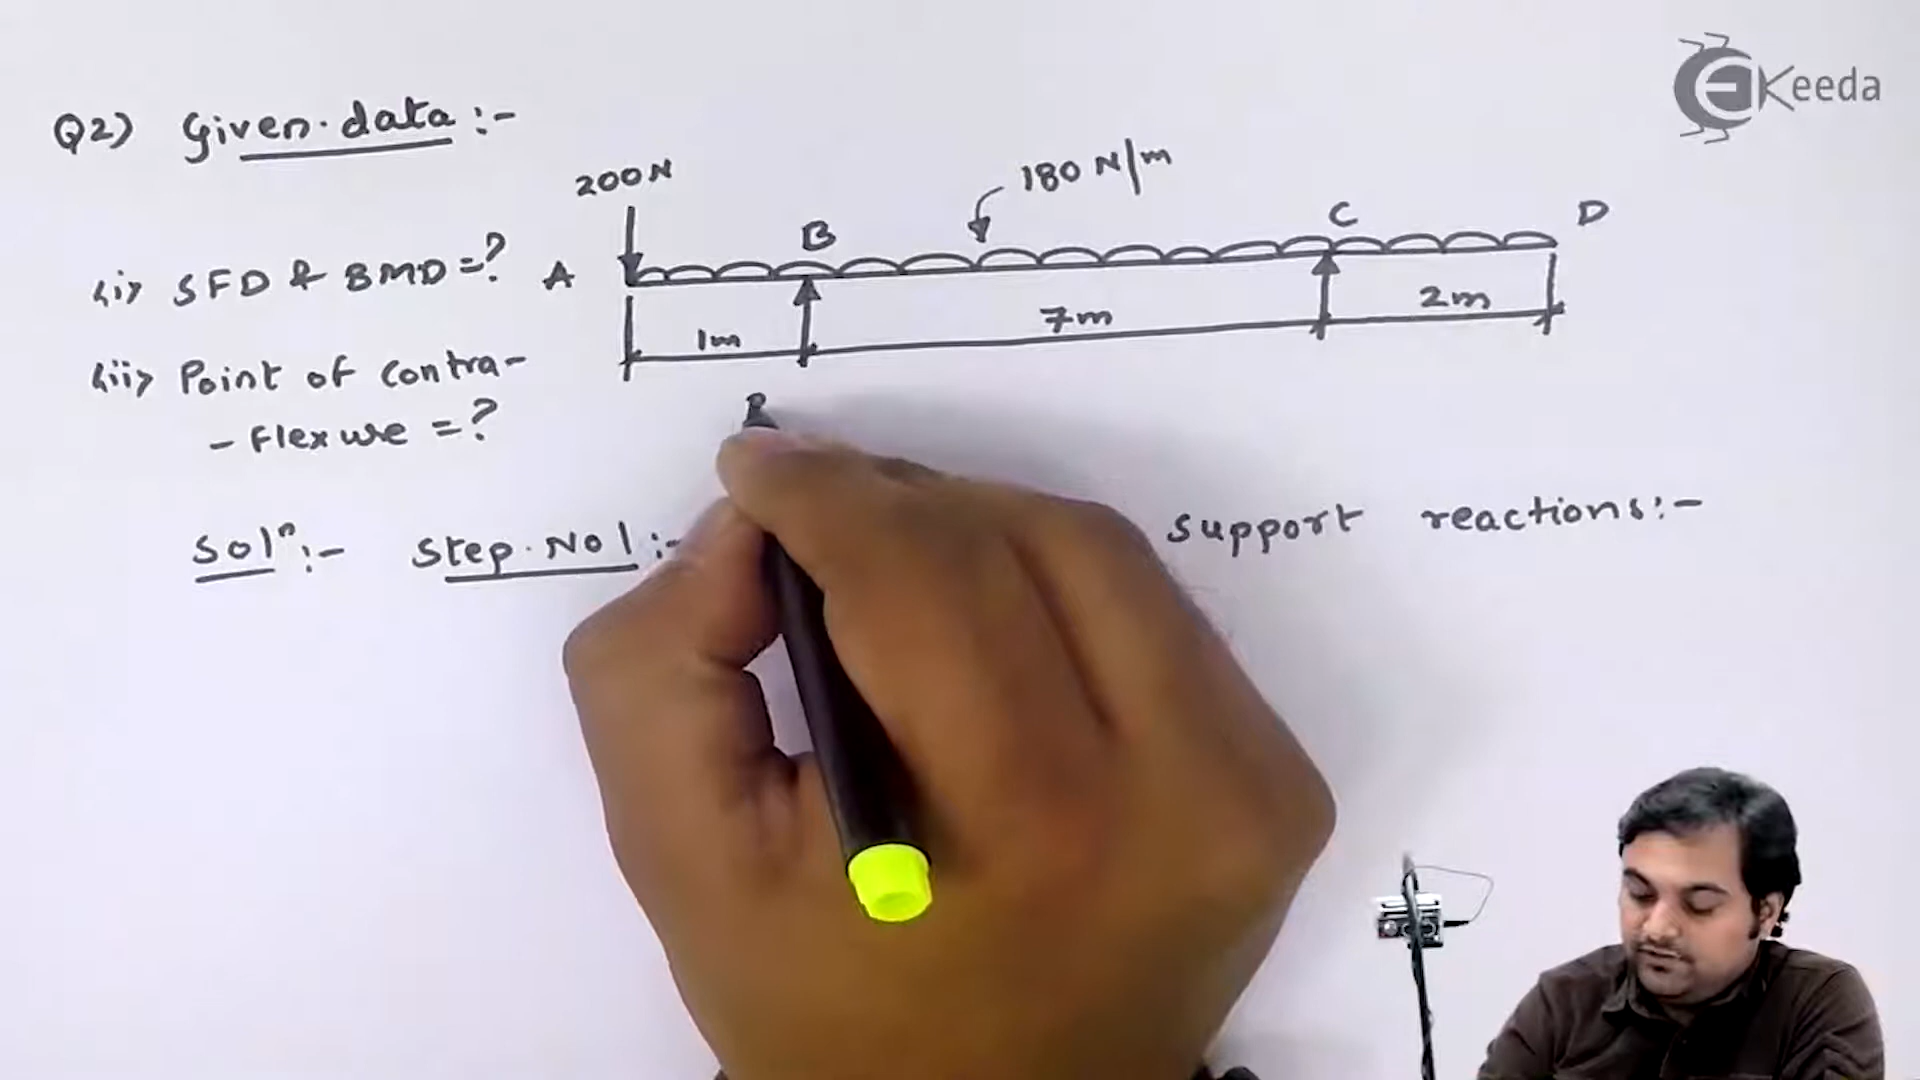 Q2) Given data :-
200N
180 N/m
B
C
D
(i) SFD & BMD =?
A
1m
7m
2m
(ii) Point of contra-
- Flexure =?
Soln :- Step No 1 :- support reactions :-
EKeeda